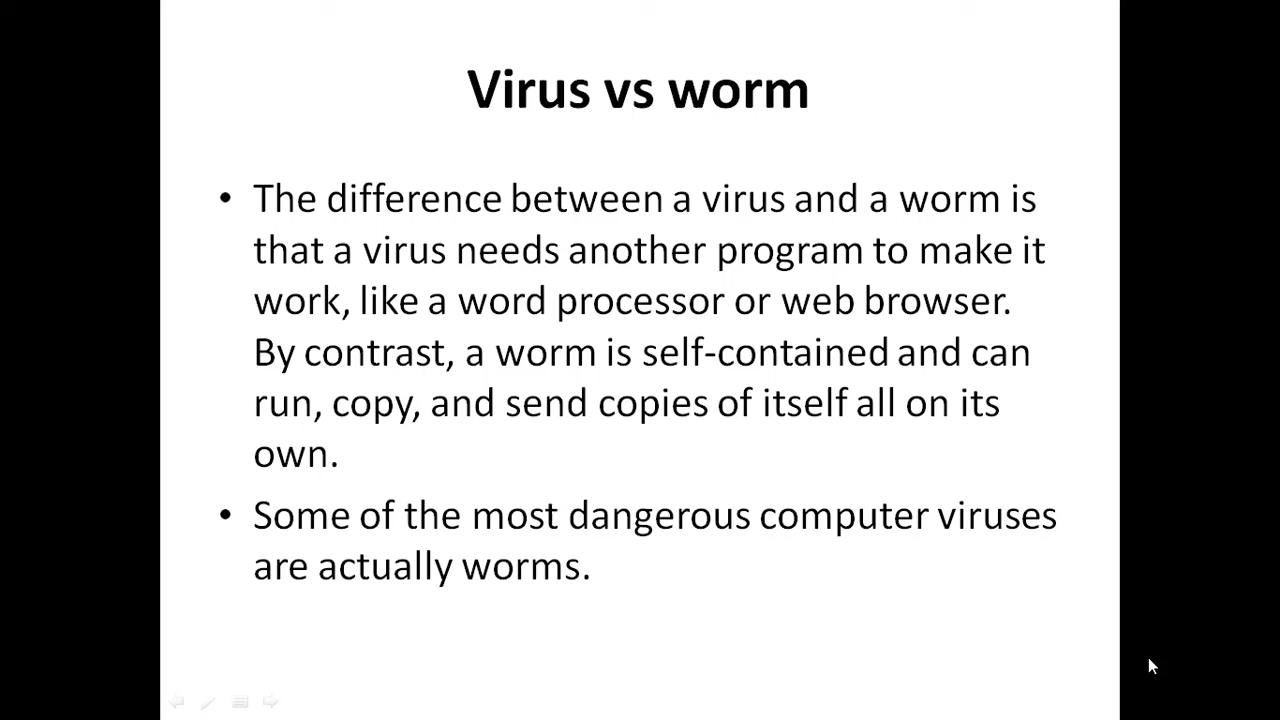 Virus vs worm
• The difference between a virus and a worm is
that a virus needs another program to make it
work, like a word processor or web browser.
By contrast, a worm is self-contained and can
run, copy, and send copies of itself all on its
own.
• Some of the most dangerous computer viruses
are actually worms.